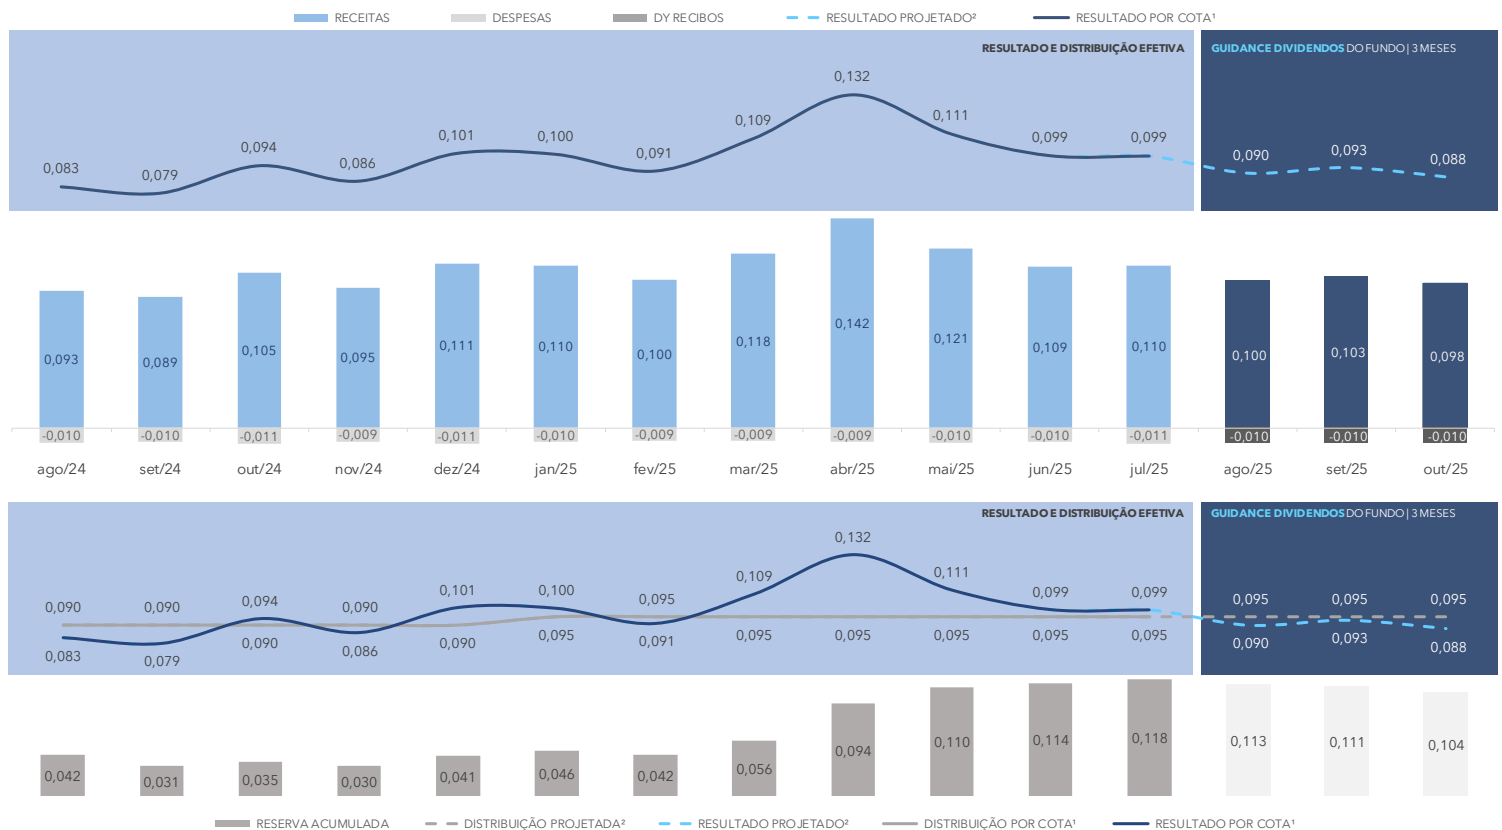 RECEITAS DESPESAS DY RECIBOS RESULTADO PROJETADO² RESULTADO POR COTA¹
RESULTADO E DISTRIBUIÇÃO EFETIVA GUIDANCE DIVIDENDOS DO FUNDO | 3 MESES
0,083 0,079 0,094 0,086 0,101 0,100 0,091 0,109 0,132 0,111 0,099 0,099 0,090 0,093 0,088
0,093 0,089 0,105 0,095 0,111 0,110 0,100 0,118 0,142 0,121 0,109 0,110 0,100 0,103 0,098
-0,010 -0,010 -0,011 -0,009 -0,011 -0,010 -0,009 -0,009 -0,009 -0,010 -0,010 -0,011 -0,010 -0,010 -0,010
ago/24 set/24 out/24 nov/24 dez/24 jan/25 fev/25 mar/25 abr/25 mai/25 jun/25 jul/25 ago/25 set/25 out/25
RESULTADO E DISTRIBUIÇÃO EFETIVA GUIDANCE DIVIDENDOS DO FUNDO | 3 MESES
0,090 0,090 0,094 0,090 0,101 0,100 0,095 0,109 0,132 0,111 0,099 0,099 0,095 0,095 0,095
0,083 0,079 0,090 0,086 0,090 0,095 0,091 0,095 0,095 0,095 0,095 0,095 0,090 0,093 0,088
0,042 0,031 0,035 0,030 0,041 0,046 0,042 0,056 0,094 0,110 0,114 0,118 0,113 0,111 0,104
RESERVA ACUMULADA DISTRIBUIÇÃO PROJETADA² RESULTADO PROJETADO² DISTRIBUIÇÃO POR COTA¹ RESULTADO POR COTA¹